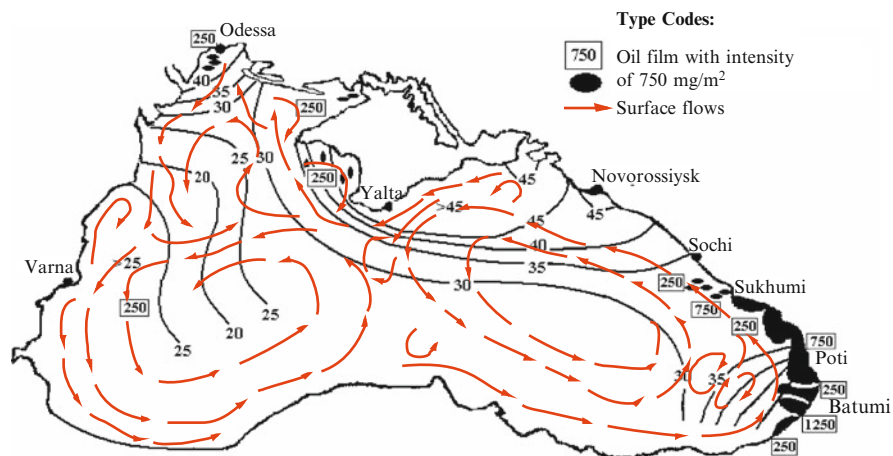 Type Codes:
750 Oil film with intensity
of 750 mg/m²
Surface flows
250 Odessa
40
35
30
250
25
30
20
250
Yalta
45
>45
45
45
Novorossiysk
40
35
30
Sochi
Varna
>25
250
25
20
25
250
Sukhumi
750
250
750
Poti
30
35
250
Batumi
1250
250